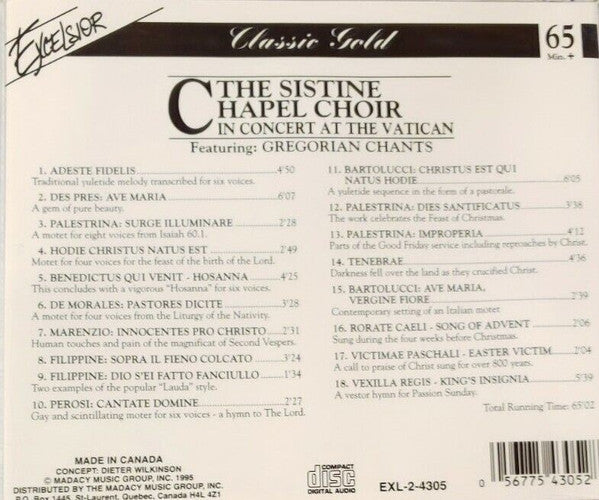 EXCELSIOR
Classic Gold
65
Min. +
THE SISTINE
CHAPEL CHOIR
IN CONCERT AT THE VATICAN
Featuring: GREGORIAN CHANTS
1. ADESTE FIDELIS 4'50
Traditional yuletide melody transcribed for six voices.
2. DES PRES: AVE MARIA 6'07
A gem of pure beauty.
3. PALESTRINA: SURGE ILLUMINARE 2'28
A motet for eight voices from Isaiah 60.1.
4. HODIE CHRISTUS NATUS EST 2'49
Motet for four voices for the feast of the birth of the Lord.
5. BENEDICTUS QUI VENIT - HOSANNA 4'25
This concludes with a vigorous "Hosanna" for six voices.
6. DE MORALES: PASTORES DICITE 3'28
A motet for four voices from the Liturgy of the Nativity.
7. MARENZIO: INNOCENTES PRO CHRISTO 2'31
Human touches and pain of the magnificat of Second Vespers.
8. FILIPPINE: SOPRA IL FIENO COLCATO 3'24
9. FILIPPINE: DIO S'EI FATTO FANCIULLO 1'34
Two examples of the popular "Lauda" style.
10. PEROSI: CANTATE DOMINE 2'27
Gay and scintillating motet for six voices - a hymn to The Lord.
11. BARTOLUCCI: CHRISTUS EST QUI
NATUS HODIE 6'05
A yuletide sequence in the form of a pastorale.
12. PALESTRINA: DIES SANTIFICATUS 3'38
The work celebrates the Feast of Christmas.
13. PALESTRINA: IMPROPERIA 4'12
Parts of the Good Friday service including reproaches by Christ.
14. TENEBRAE 4'36
Darkness fell over the land as they crucified Christ.
15. BARTOLUCCI: AVE MARIA,
VERGINE FIORE 2'39
Contemporary setting of an Italian motet
16. RORATE CAELI - SONG OF ADVENT 2'06
Sung during the four weeks before Christmas.
17. VICTIMAE PASCHALI - EASTER VICTIM 2'04
A call to praise of Christ sung for over 800 years.
18. VEXILLA REGIS - KING'S INSIGNIA 5'39
A vestor hymn for Passion Sunday.
Total Running Time: 65'02
MADE IN CANADA
CONCEPT: DIETER WILKINSON
© MADACY MUSIC GROUP, INC. 1995
DISTRIBUTED BY THE MADACY MUSIC GROUP, INC.
P.O. Box 1445, St-Laurent, Quebec, Canada H4L 4Z1
COMPACT
disc
DIGITAL AUDIO
EXL-2-4305
0 56775 43052